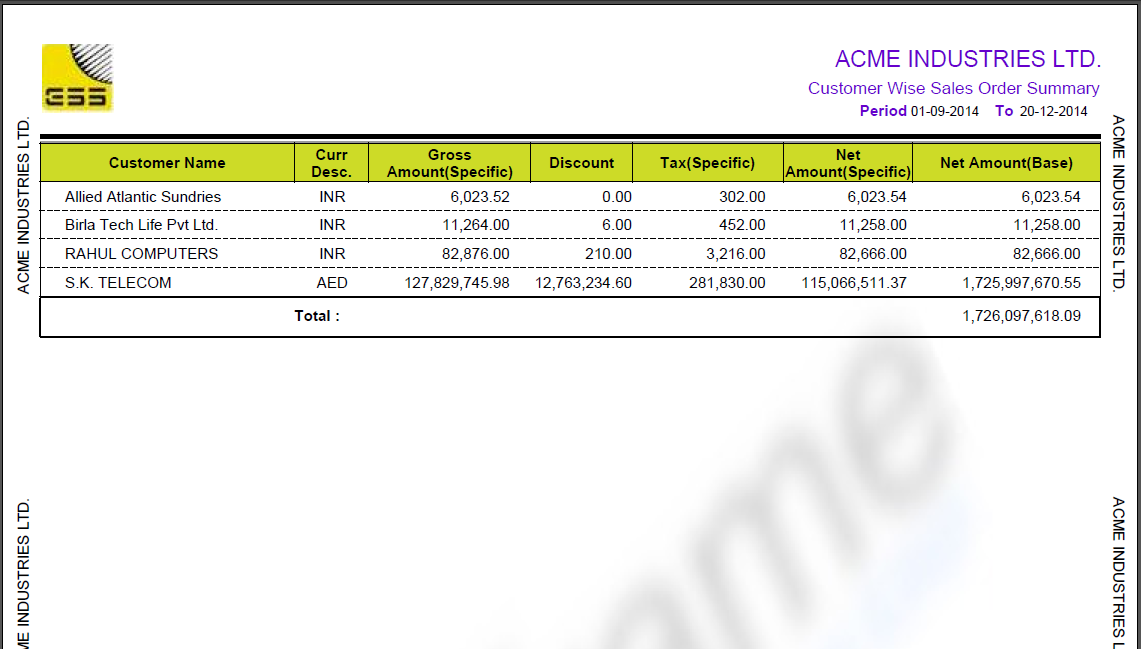 ESS
ACME INDUSTRIES LTD.
Customer Wise Sales Order Summary
Period 01-09-2014 To 20-12-2014
ACME INDUSTRIES LTD.
ACME INDUSTRIES LTD.
Customer Name Curr Desc. Gross Amount(Specific) Discount Tax(Specific) Net Amount(Specific) Net Amount(Base)
Allied Atlantic Sundries INR 6,023.52 0.00 302.00 6,023.54 6,023.54
Birla Tech Life Pvt Ltd. INR 11,264.00 6.00 452.00 11,258.00 11,258.00
RAHUL COMPUTERS INR 82,876.00 210.00 3,216.00 82,666.00 82,666.00
S.K. TELECOM AED 127,829,745.98 12,763,234.60 281,830.00 115,066,511.37 1,725,997,670.55
Total : 1,726,097,618.09
ame
ME INDUSTRIES LTD.
ACME INDUSTRIES L